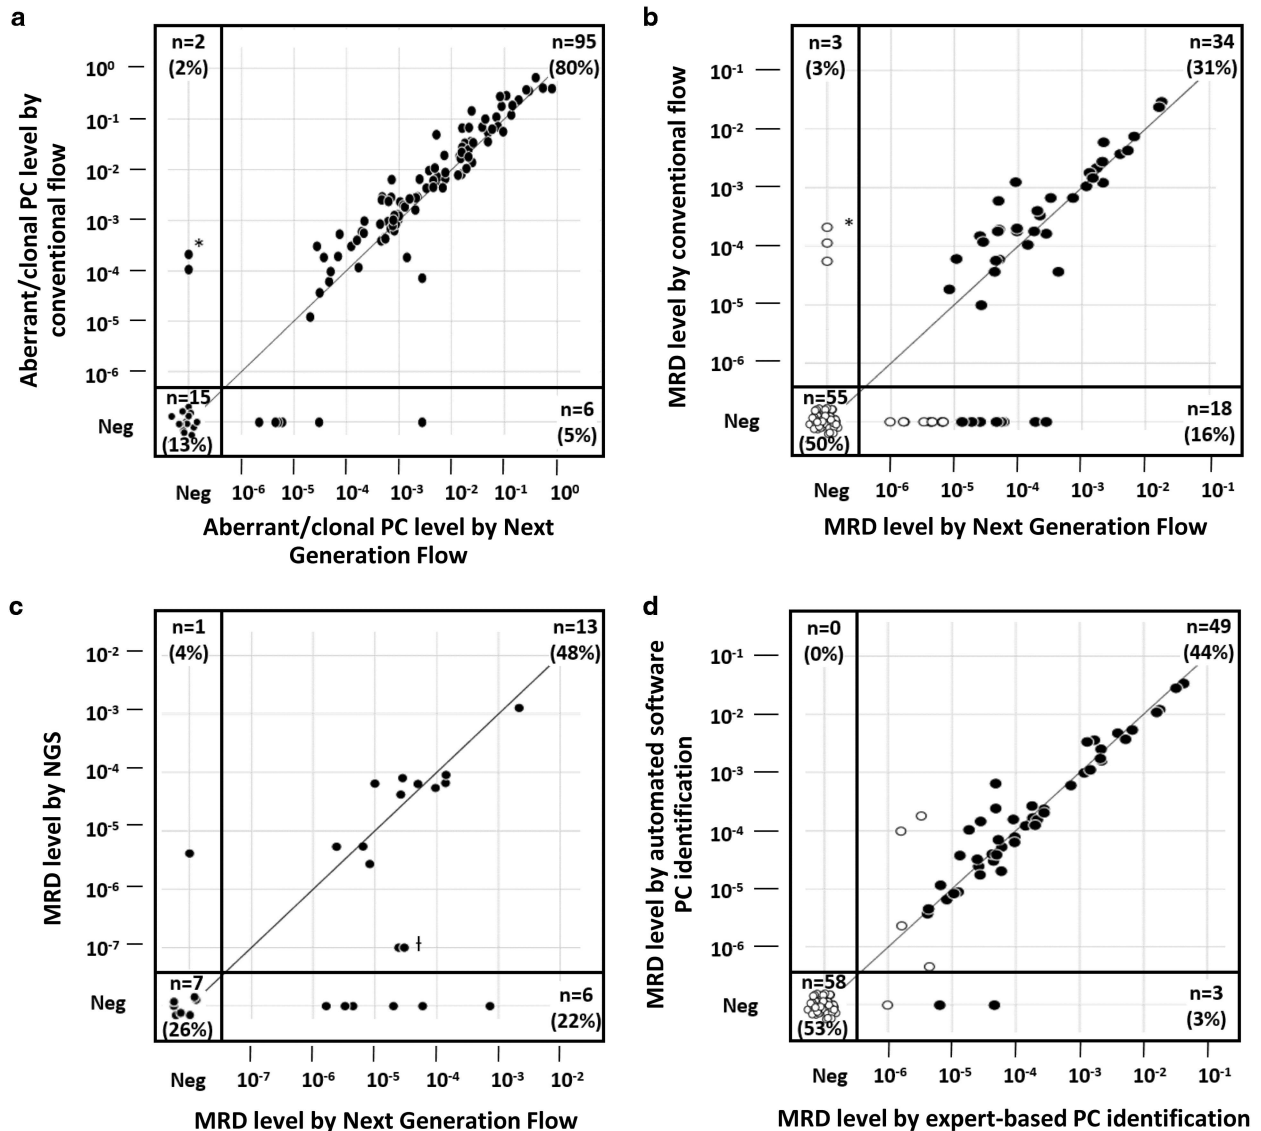 a
n=2
(2%)
n=95
(80%)
10⁰
10⁻¹
10⁻²
10⁻³
10⁻⁴
10⁻⁵
10⁻⁶
Neg
*
n=15
(13%)
n=6
(5%)
Neg 10⁻⁶ 10⁻⁵ 10⁻⁴ 10⁻³ 10⁻² 10⁻¹ 10⁰
Aberrant/clonal PC level by
conventional flow
Aberrant/clonal PC level by Next
Generation Flow
b
n=3
(3%)
n=34
(31%)
10⁻¹
10⁻²
10⁻³
10⁻⁴
10⁻⁵
10⁻⁶
Neg
*
n=55
(50%)
n=18
(16%)
Neg 10⁻⁶ 10⁻⁵ 10⁻⁴ 10⁻³ 10⁻² 10⁻¹
MRD level by conventional flow
MRD level by Next Generation Flow
c
n=1
(4%)
n=13
(48%)
10⁻²
10⁻³
10⁻⁴
10⁻⁵
10⁻⁶
10⁻⁷
Neg
†
n=7
(26%)
n=6
(22%)
Neg 10⁻⁷ 10⁻⁶ 10⁻⁵ 10⁻⁴ 10⁻³ 10⁻²
MRD level by NGS
MRD level by Next Generation Flow
d
n=0
(0%)
n=49
(44%)
10⁻¹
10⁻²
10⁻³
10⁻⁴
10⁻⁵
10⁻⁶
Neg
n=58
(53%)
n=3
(3%)
Neg 10⁻⁶ 10⁻⁵ 10⁻⁴ 10⁻³ 10⁻² 10⁻¹
MRD level by automated software
PC identification
MRD level by expert-based PC identification